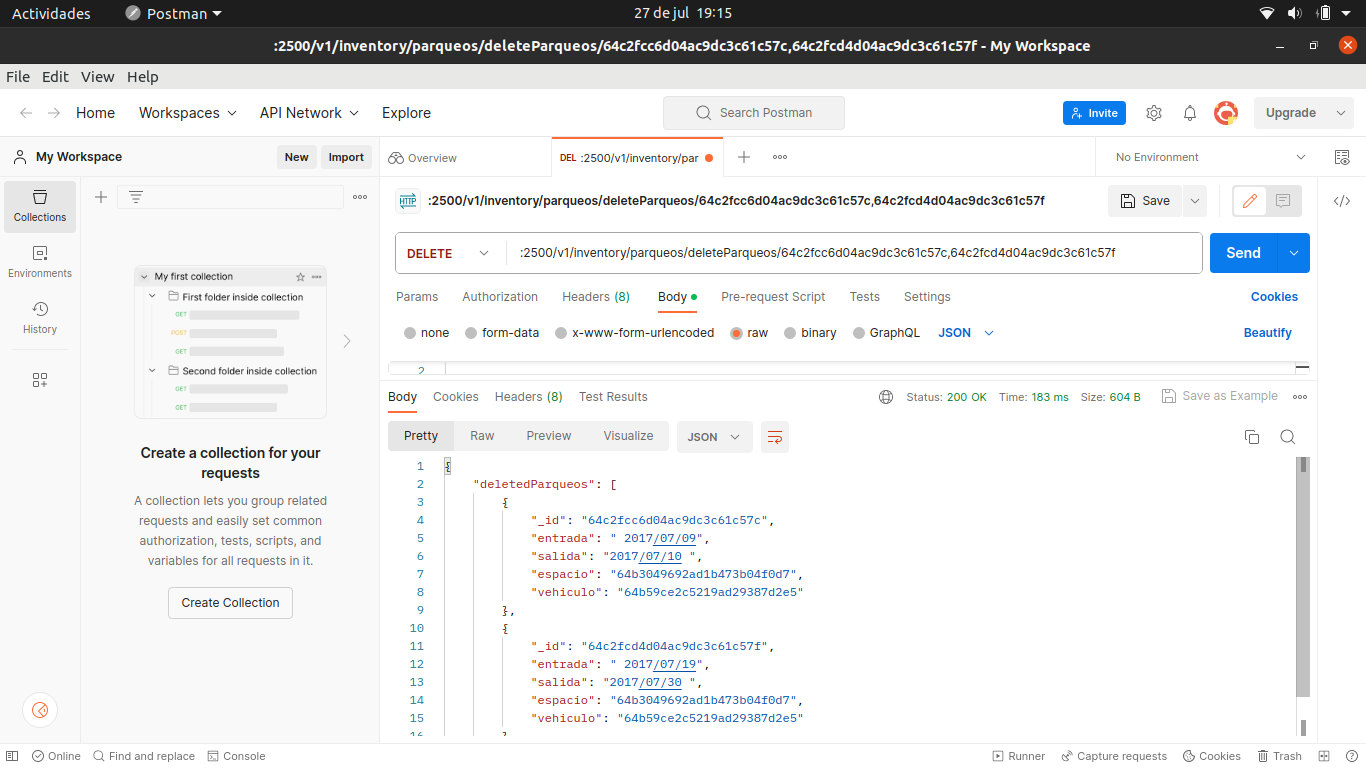 Actividades Postman 27 de jul 19:15
:2500/v1/inventory/parqueos/deleteParqueos/64c2fcc6d04ac9dc3c61c57c,64c2fcd4d04ac9dc3c61c57f - My Workspace
File Edit View Help
Home Workspaces API Network Explore Search Postman Invite Upgrade
My Workspace New Import Overview DEL :2500/v1/inventory/par No Environment
Collections
Environments
History
My first collection
First folder inside collection
GET
POST
GET
Second folder inside collection
GET
GET
Create a collection for your
requests
A collection lets you group related
requests and easily set common
authorization, tests, scripts, and
variables for all requests in it.
Create Collection
HTTP :2500/v1/inventory/parqueos/deleteParqueos/64c2fcc6d04ac9dc3c61c57c,64c2fcd4d04ac9dc3c61c57f Save
DELETE :2500/v1/inventory/parqueos/deleteParqueos/64c2fcc6d04ac9dc3c61c57c,64c2fcd4d04ac9dc3c61c57f Send
Params Authorization Headers (8) Body Pre-request Script Tests Settings Cookies
none form-data x-www-form-urlencoded raw binary GraphQL JSON Beautify
2
Body Cookies Headers (8) Test Results Status: 200 OK Time: 183 ms Size: 604 B Save as Example
Pretty Raw Preview Visualize JSON
1 {
2 "deletedParqueos": [
3 {
4 "_id": "64c2fcc6d04ac9dc3c61c57c",
5 "entrada": " 2017/07/09",
6 "salida": "2017/07/10 ",
7 "espacio": "64b3049692ad1b473b04f0d7",
8 "vehiculo": "64b59ce2c5219ad29387d2e5"
9 },
10 {
11 "_id": "64c2fcd4d04ac9dc3c61c57f",
12 "entrada": " 2017/07/19",
13 "salida": "2017/07/30 ",
14 "espacio": "64b3049692ad1b473b04f0d7",
15 "vehiculo": "64b59ce2c5219ad29387d2e5"
16 }
Online Find and replace Console Runner Capture requests Cookies Trash